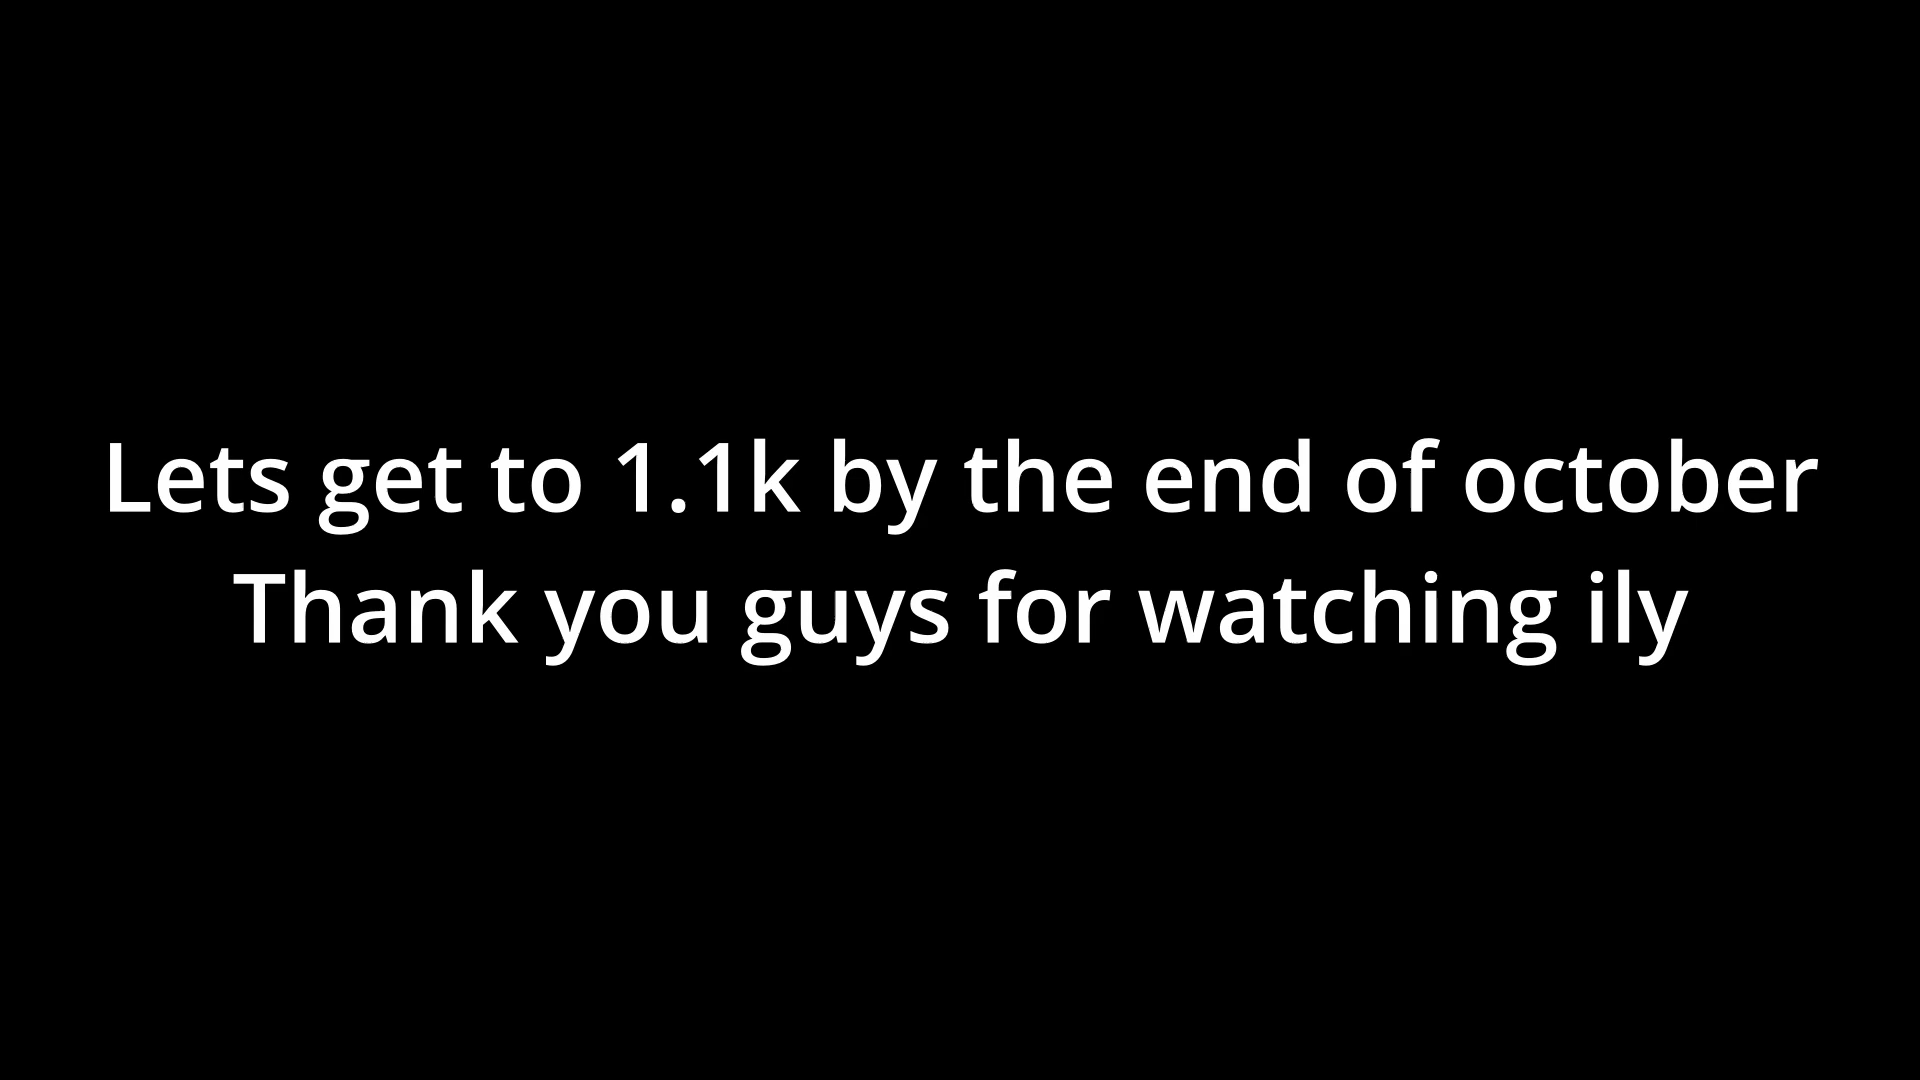 Lets get to 1.1k by the end of october
Thank you guys for watching ily